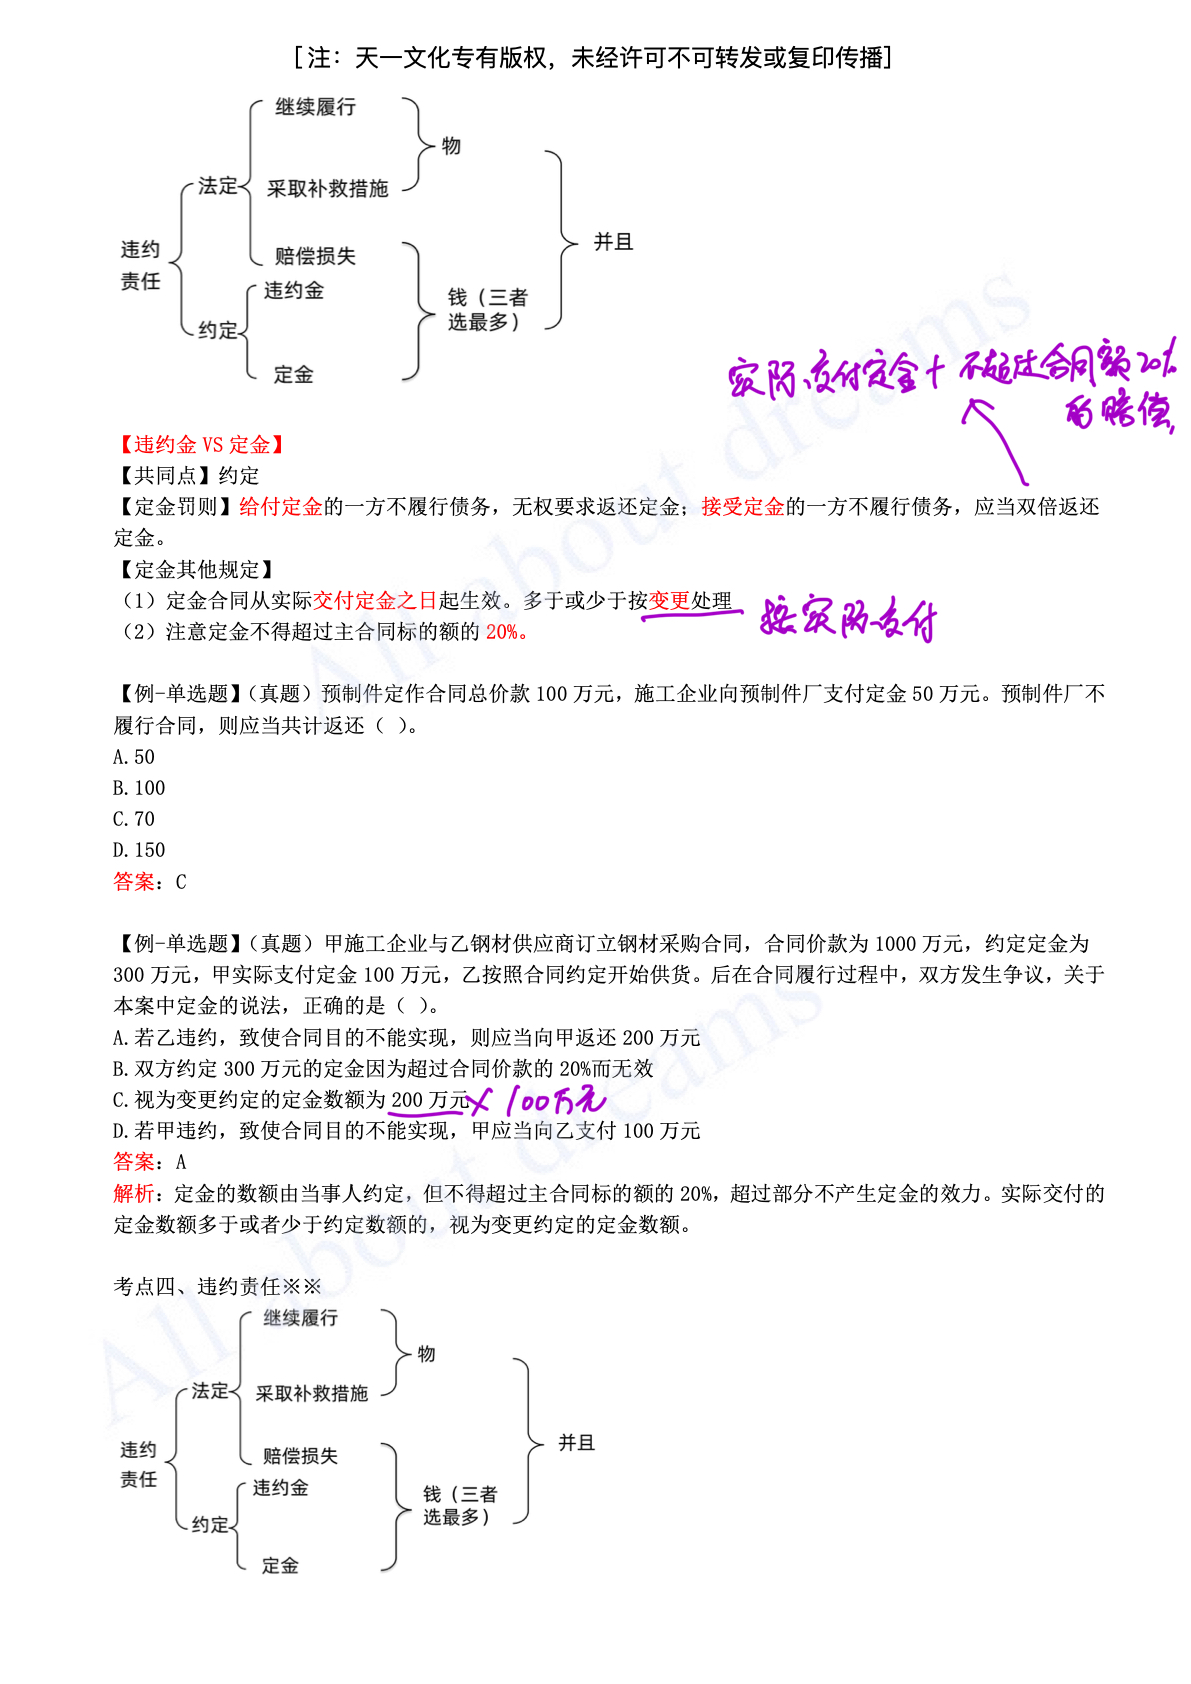 [注：天一文化专有版权，未经许可不可转发或复印传播]
继续履行
物
法定
采取补救措施
违约
责任
赔偿损失
并且
违约金
钱（三者
选最多）
约定
定金
实际交付定金+不超过合同额20%
的赔偿
【违约金 VS 定金】
【共同点】约定
【定金罚则】给付定金的一方不履行债务，无权要求返还定金；接受定金的一方不履行债务，应当双倍返还
定金。
【定金其他规定】
（1）定金合同从实际交付定金之日起生效。多于或少于按变更处理
按实际交付
（2）注意定金不得超过主合同标的额的 20%。
【例-单选题】（真题）预制件定作合同总价款 100 万元，施工企业向预制件厂支付定金 50 万元。预制件厂不
履行合同，则应当共计返还（ ）。
A.50
B.100
C.70
D.150
答案：C
【例-单选题】（真题）甲施工企业与乙钢材供应商订立钢材采购合同，合同价款为 1000 万元，约定定金为
300 万元，甲实际支付定金 100 万元，乙按照合同约定开始供货。后在合同履行过程中，双方发生争议，关于
本案中定金的说法，正确的是（ ）。
A.若乙违约，致使合同目的不能实现，则应当向甲返还 200 万元
B.双方约定 300 万元的定金因为超过合同价款的 20%而无效
C.视为变更约定的定金数额为 200 万元 × 100万元
D.若甲违约，致使合同目的不能实现，甲应当向乙支付 100 万元
答案：A
解析：定金的数额由当事人约定，但不得超过主合同标的额的 20%，超过部分不产生定金的效力。实际交付的
定金数额多于或者少于约定数额的，视为变更约定的定金数额。
考点四、违约责任※※
继续履行
物
法定
采取补救措施
违约
责任
赔偿损失
并且
违约金
钱（三者
选最多）
约定
定金
All about dreams
All about dreams